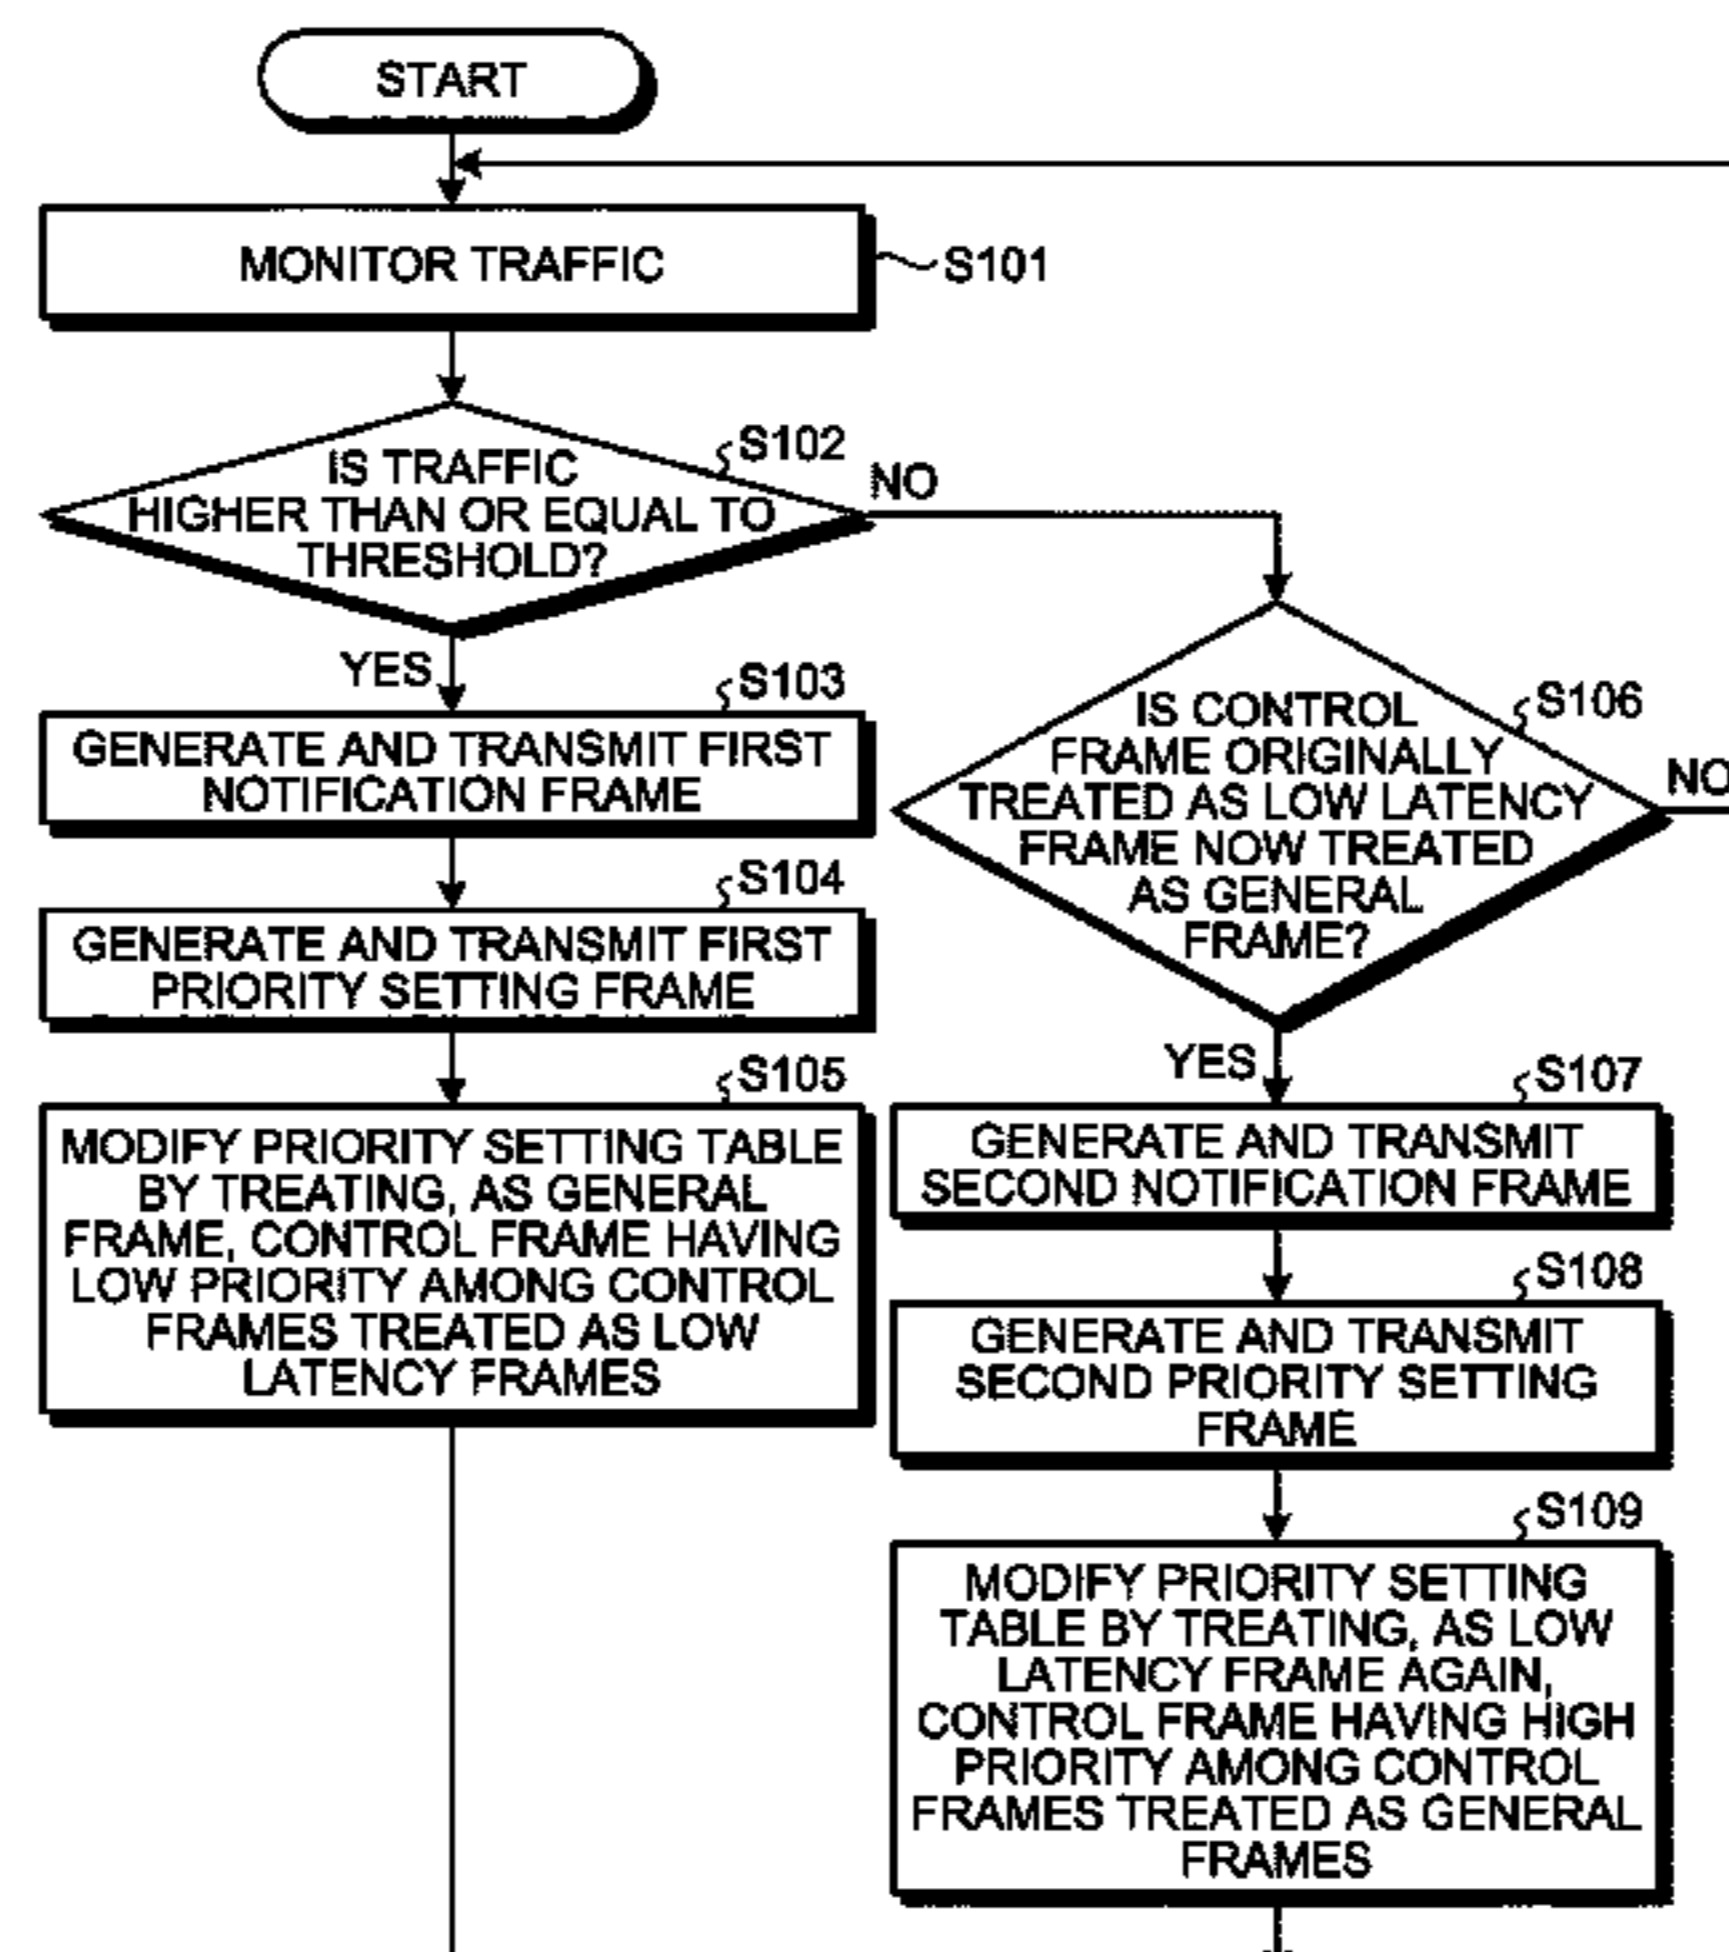 START
MONITOR TRAFFIC
S101
S102
IS TRAFFIC
HIGHER THAN OR EQUAL TO
THRESHOLD?
NO
YES
S103
GENERATE AND TRANSMIT FIRST
NOTIFICATION FRAME
S104
GENERATE AND TRANSMIT FIRST
PRIORITY SETTING FRAME
S105
MODIFY PRIORITY SETTING TABLE
BY TREATING, AS GENERAL
FRAME, CONTROL FRAME HAVING
LOW PRIORITY AMONG CONTROL
FRAMES TREATED AS LOW
LATENCY FRAMES
S106
IS CONTROL
FRAME ORIGINALLY
TREATED AS LOW LATENCY
FRAME NOW TREATED
AS GENERAL
FRAME?
NO
YES
S107
GENERATE AND TRANSMIT
SECOND NOTIFICATION FRAME
S108
GENERATE AND TRANSMIT
SECOND PRIORITY SETTING
FRAME
S109
MODIFY PRIORITY SETTING
TABLE BY TREATING, AS LOW
LATENCY FRAME AGAIN,
CONTROL FRAME HAVING HIGH
PRIORITY AMONG CONTROL
FRAMES TREATED AS GENERAL
FRAMES